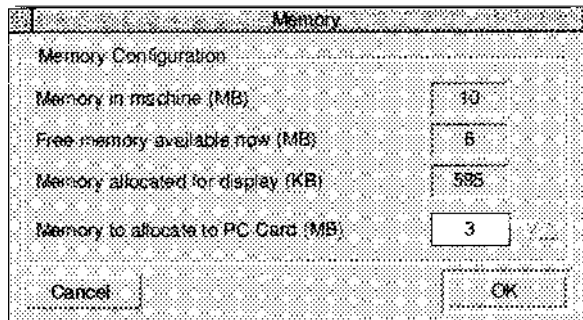 Memory
Memory Configuration
Memory in machine (MB) 10
Free memory available now (MB) 6
Memory allocated for display (KB)
Memory to allocate to PC Card (MB) 3
Cancel OK